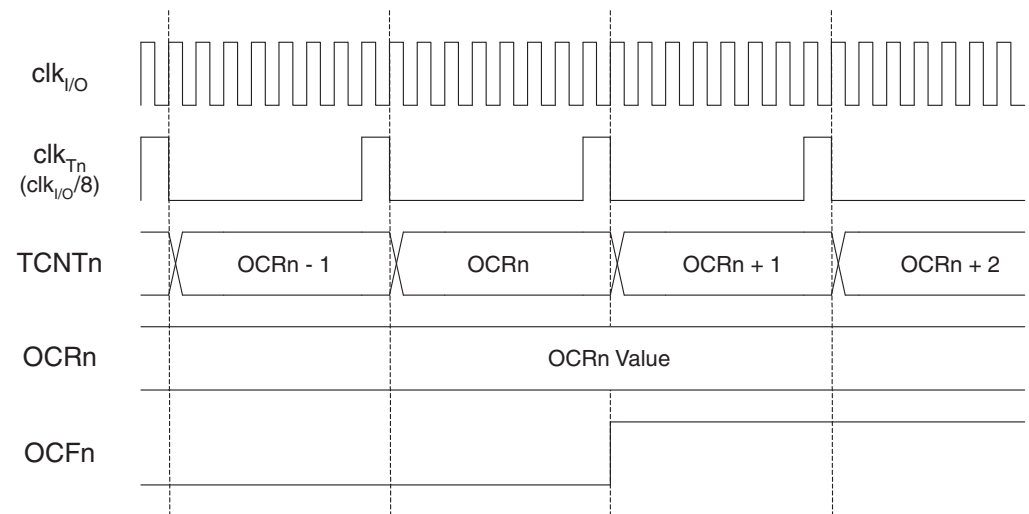 clkI/O
clkTn
(clkI/O/8)
TCNTn
OCRn - 1
OCRn
OCRn + 1
OCRn + 2
OCRn
OCRn Value
OCFn